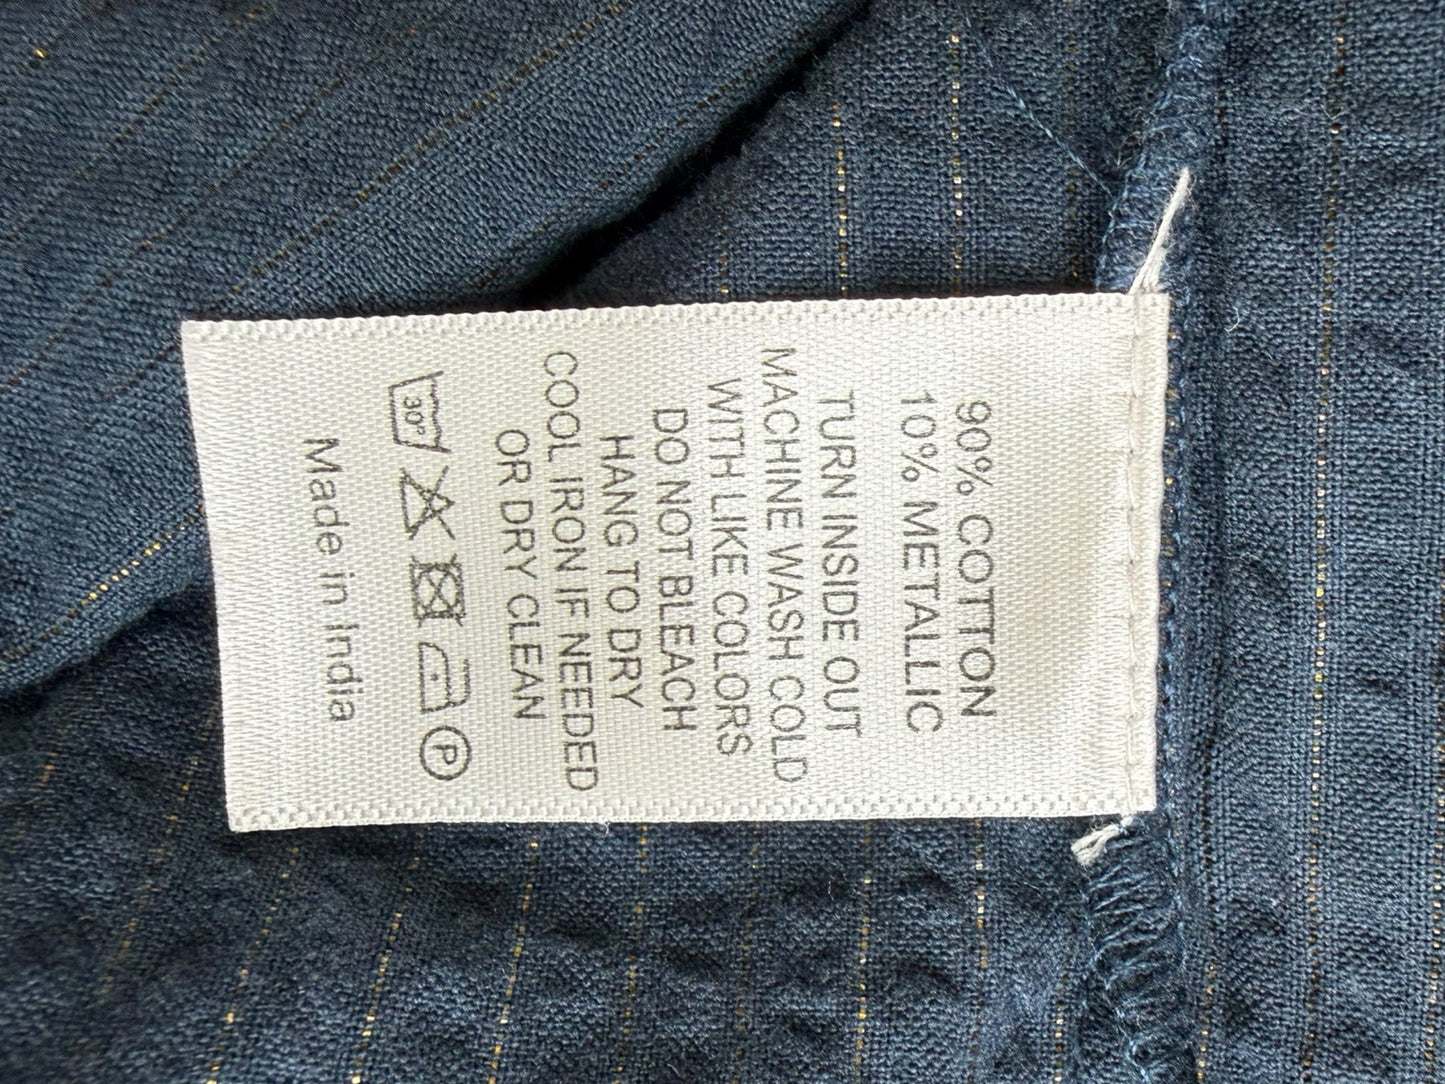 90% COTTON
10% METALLIC
TURN INSIDE OUT
MACHINE WASH COLD
WITH LIKE COLORS
DO NOT BLEACH
HANG TO DRY
COOL IRON IF NEEDED
OR DRY CLEAN
30° P
Made in India